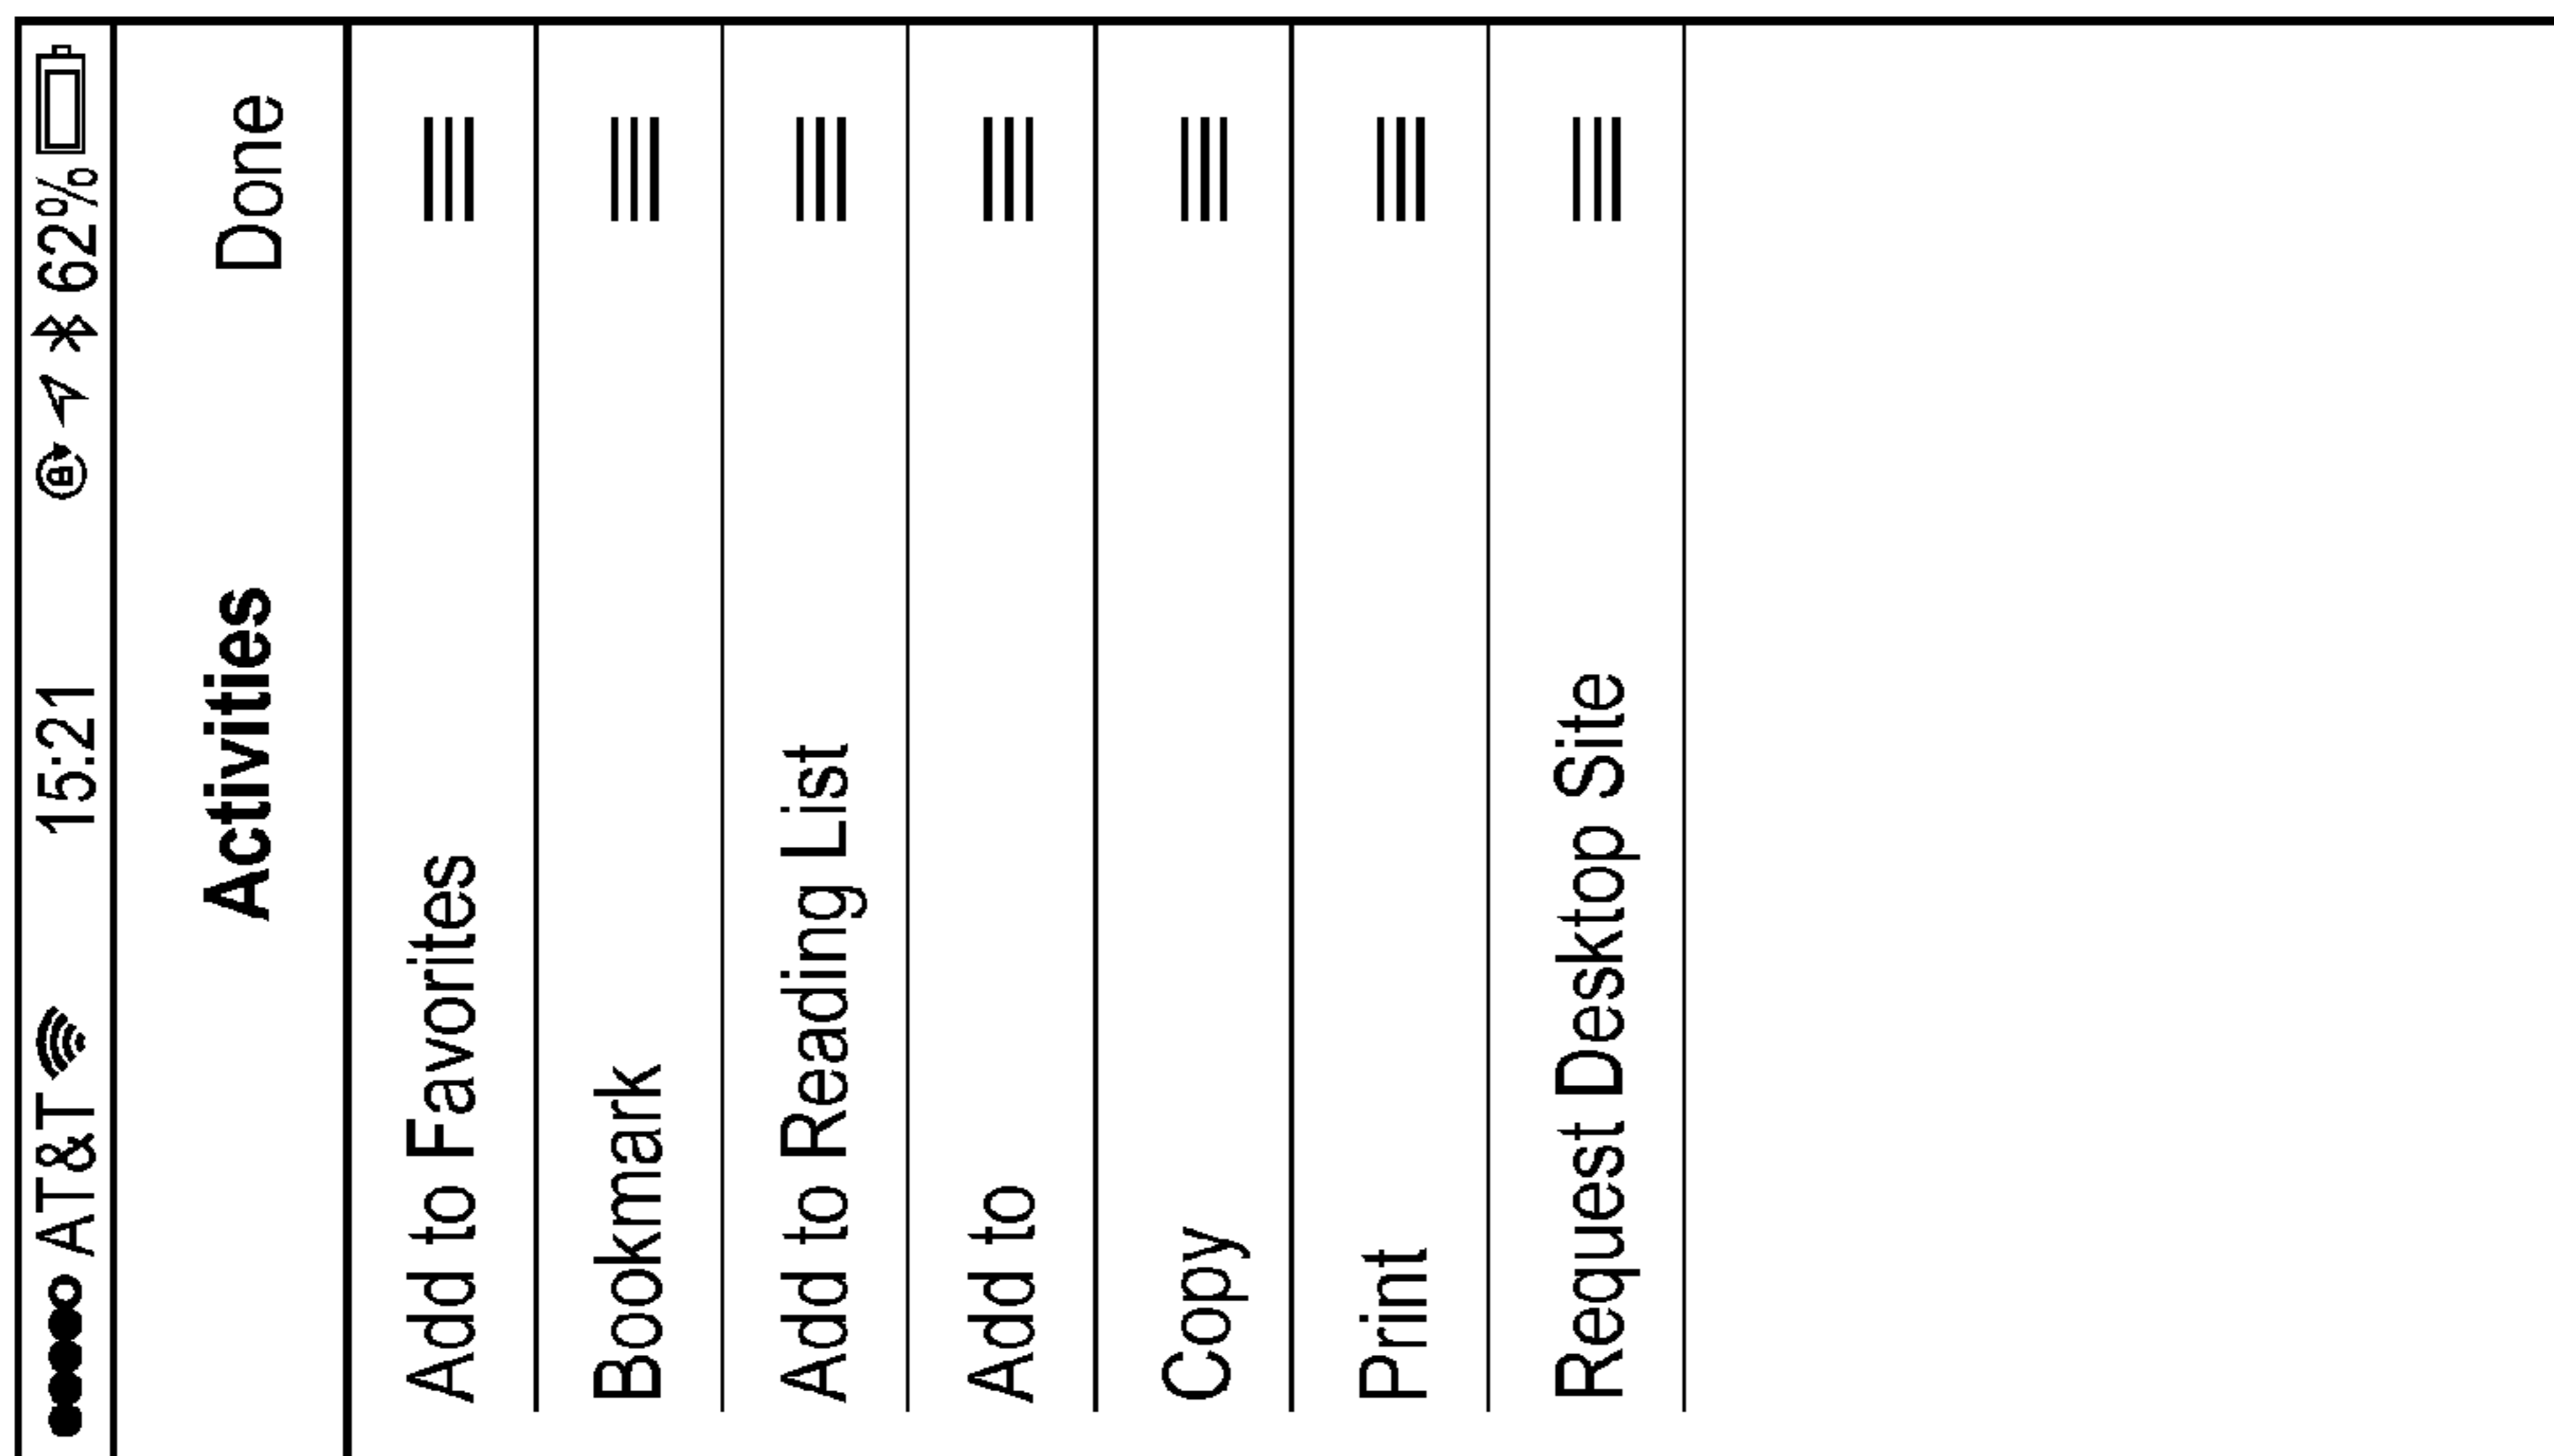 AT&T 15:21 62%
Activities Done
Add to Favorites
Bookmark
Add to Reading List
Add to
Copy
Print
Request Desktop Site